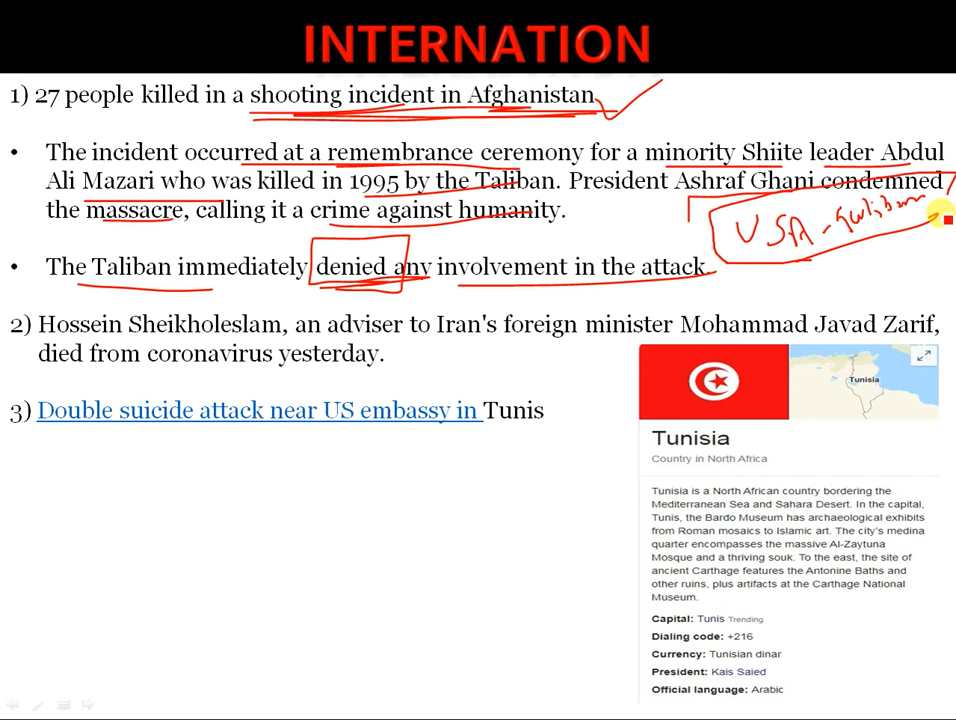 INTERNATION
1) 27 people killed in a shooting incident in Afghanistan
• The incident occurred at a remembrance ceremony for a minority Shiite leader Abdul
Ali Mazari who was killed in 1995 by the Taliban. President Ashraf Ghani condemned
the massacre, calling it a crime against humanity.
USA -
• The Taliban immediately denied any involvement in the attack.
2) Hossein Sheikholeslam, an adviser to Iran's foreign minister Mohammad Javad Zarif,
died from coronavirus yesterday.
3) Double suicide attack near US embassy in Tunis
Tunisia
Tunisia
Country in North Africa
Tunisia is a North African country bordering the
Mediterranean Sea and Sahara Desert. In the capital,
Tunis, the Bardo Museum has archaeological exhibits
from Roman mosaics to Islamic art. The city's medina
quarter encompasses the massive Al-Zaytuna
Mosque and a thriving souk. To the east, the site of
ancient Carthage features the Antonine Baths and
other ruins, plus artifacts at the Carthage National
Museum.
Capital: Tunis Trending
Dialing code: +216
Currency: Tunisian dinar
President: Kais Saied
Official language: Arabic